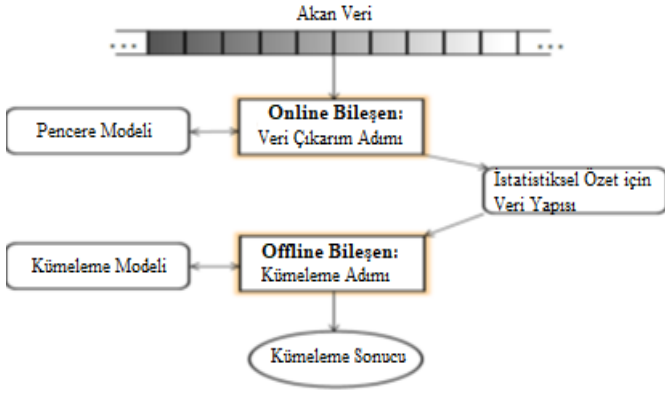 Akan Veri
Online Bileşen:
Pencere Modeli
Veri Çıkarım Adımı
İstatistiksel Özet için
Veri Yapısı
Offline Bileşen:
Kümeleme Modeli
Kümeleme Adımı
Kümeleme Sonucu